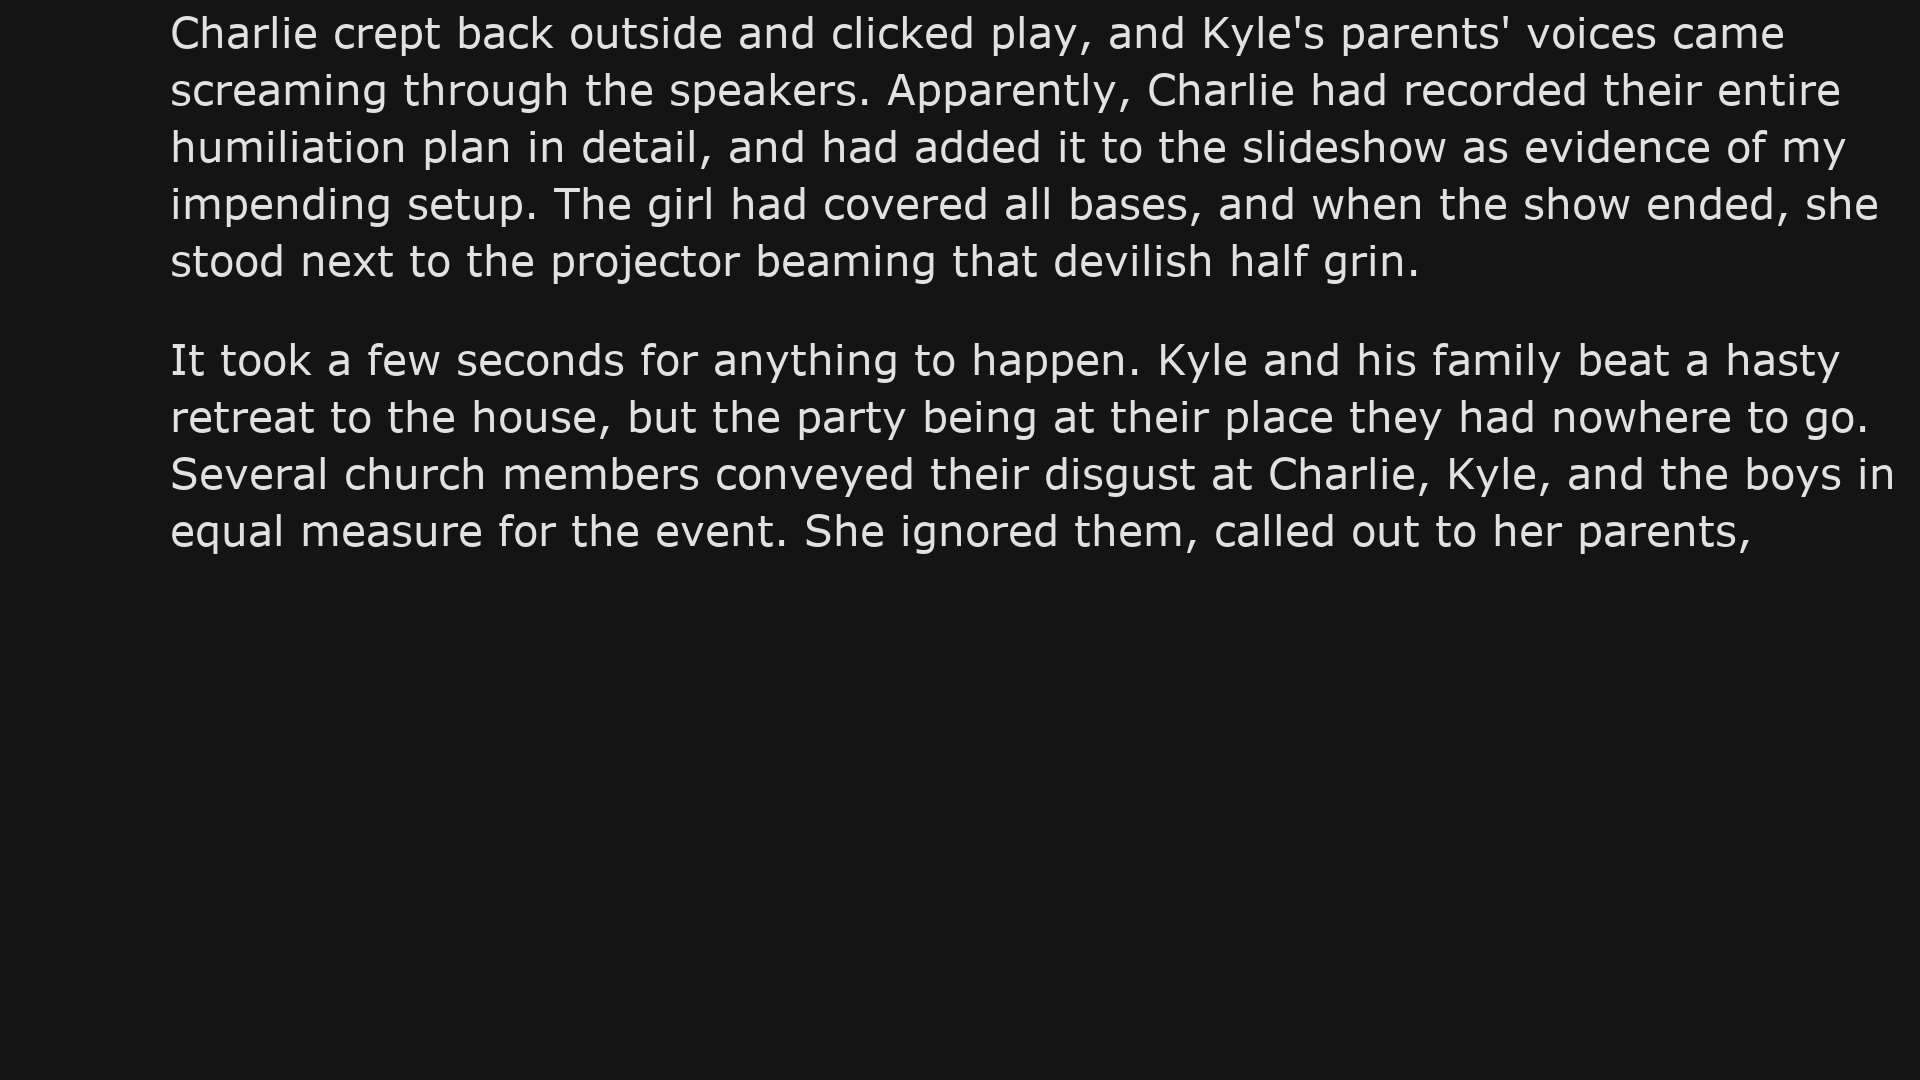 Charlie crept back outside and clicked play, and Kyle's parents' voices came
screaming through the speakers. Apparently, Charlie had recorded their entire
humiliation plan in detail, and had added it to the slideshow as evidence of my
impending setup. The girl had covered all bases, and when the show ended, she
stood next to the projector beaming that devilish half grin.
It took a few seconds for anything to happen. Kyle and his family beat a hasty
retreat to the house, but the party being at their place they had nowhere to go.
Several church members conveyed their disgust at Charlie, Kyle, and the boys in
equal measure for the event. She ignored them, called out to her parents,